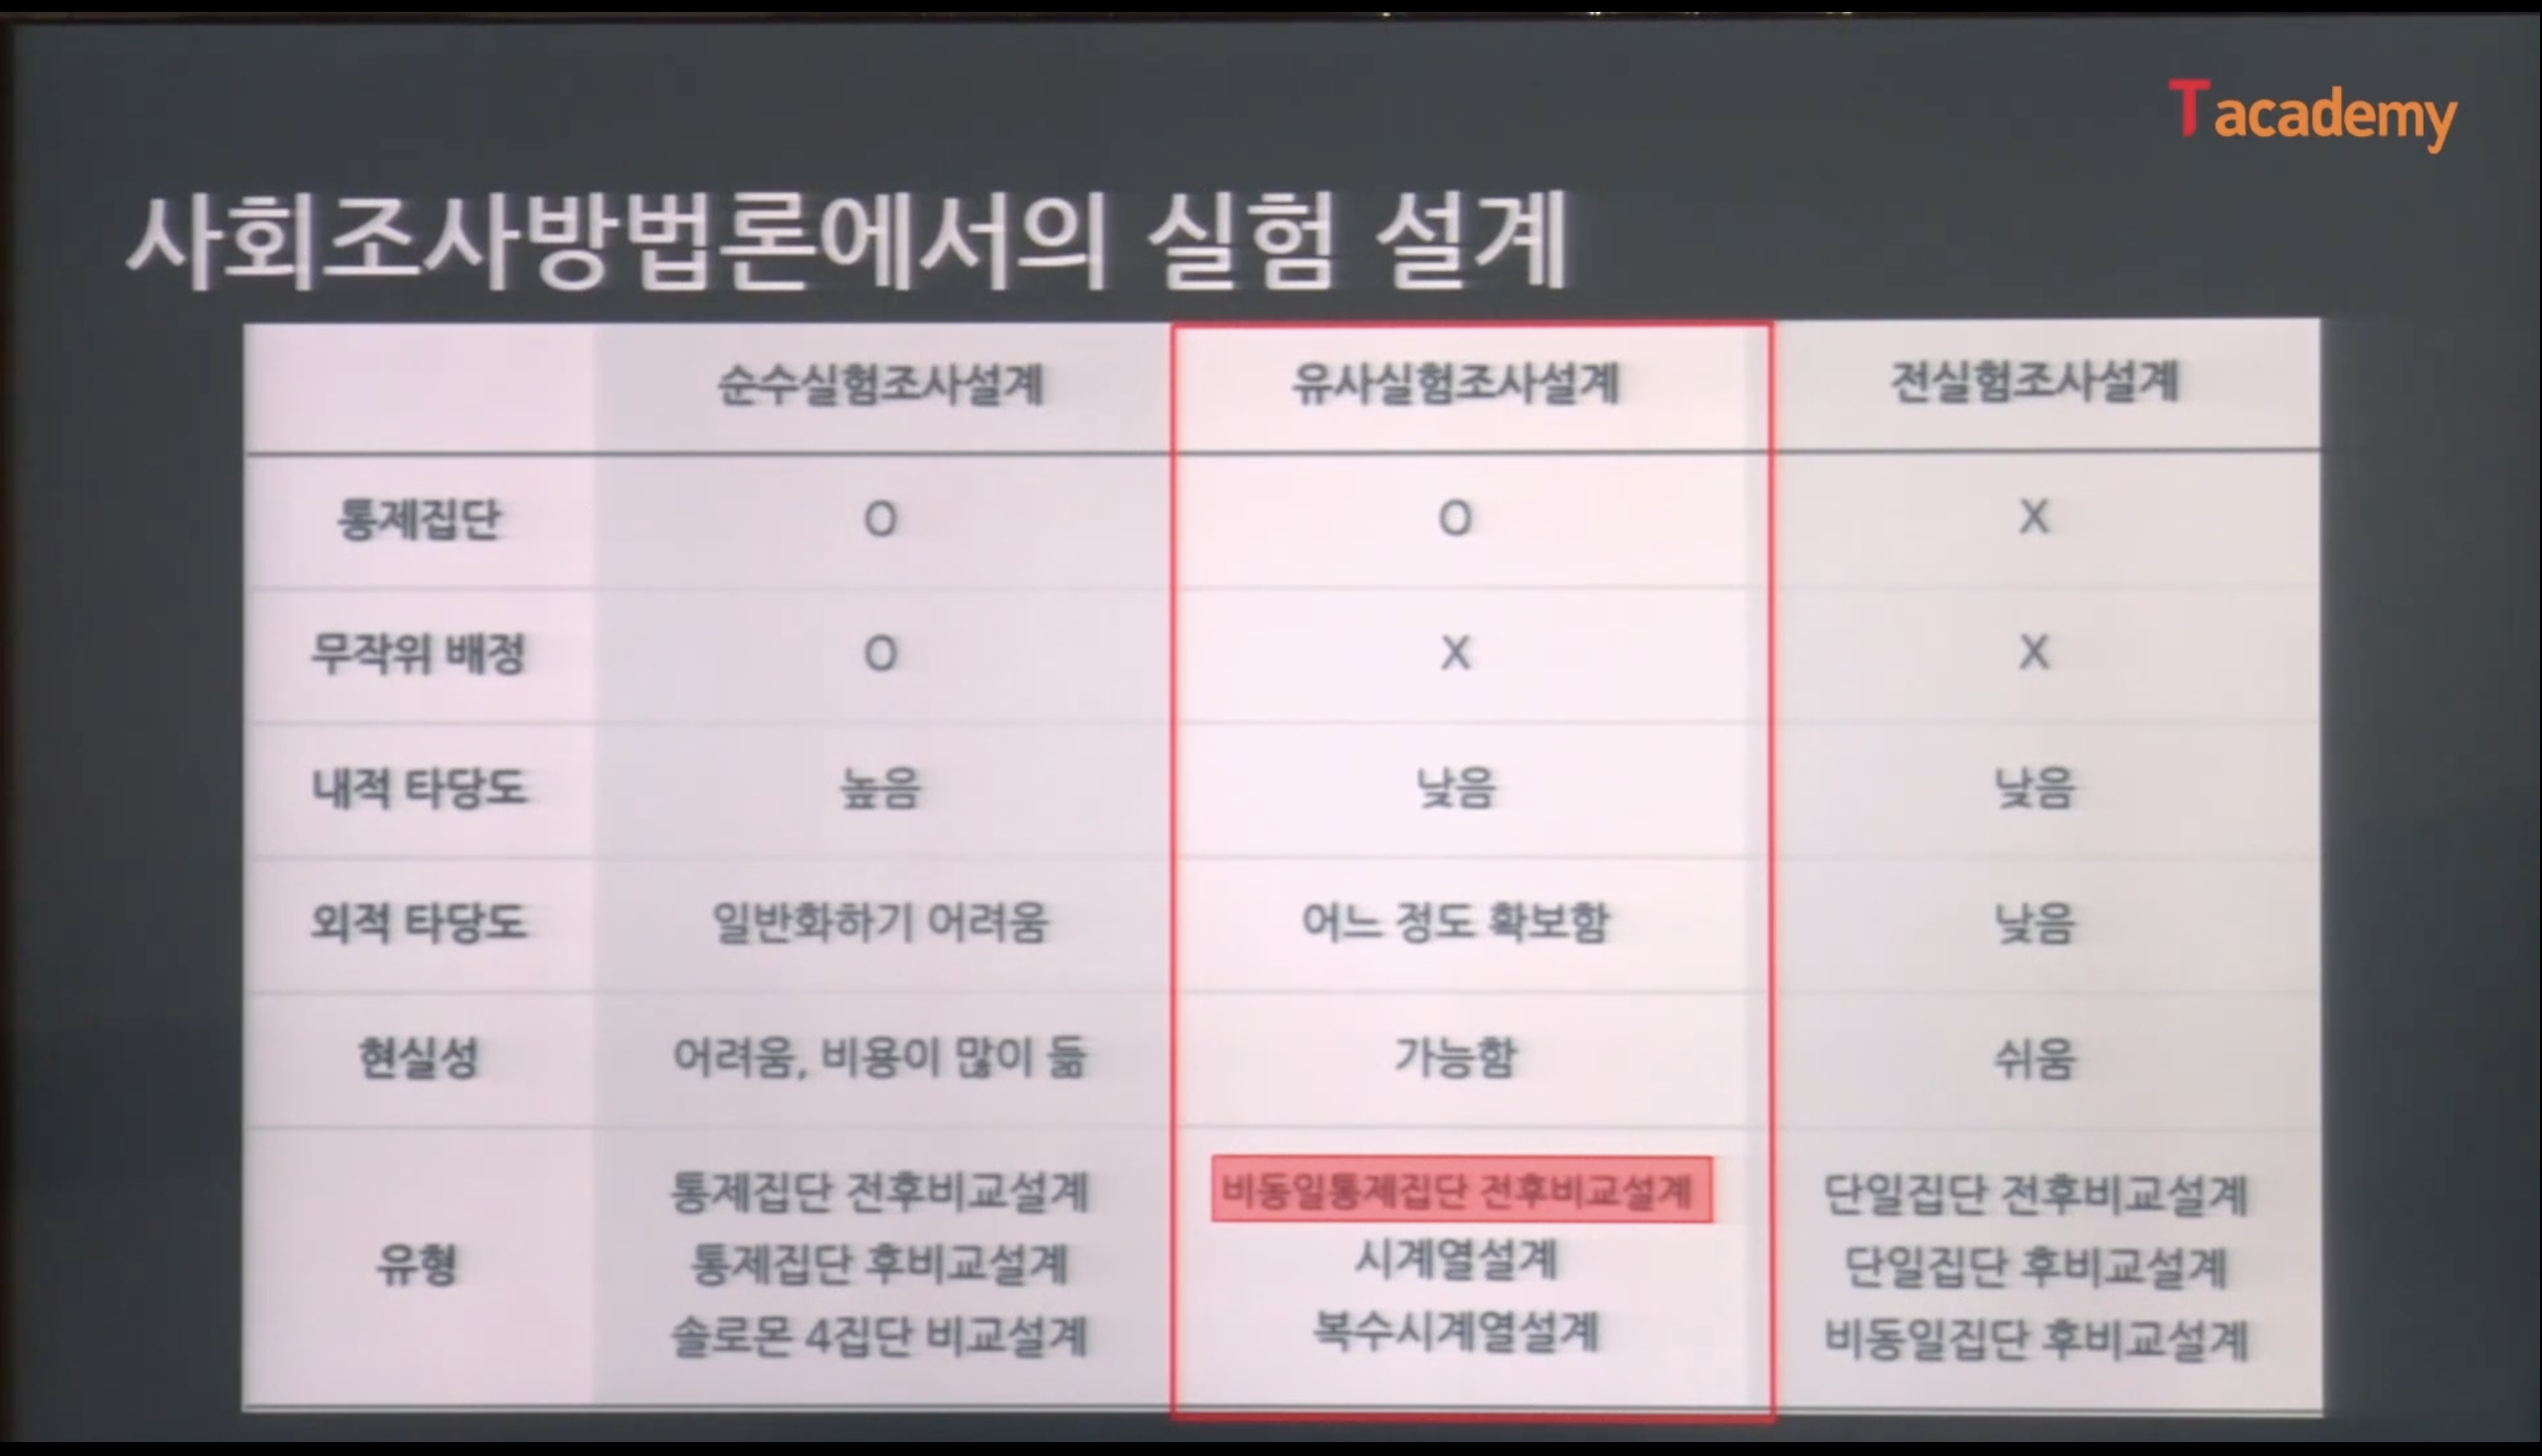 T academy
사회조사방법론에서의 실험 설계
순수실험조사설계 유사실험조사설계 전실험조사설계
통제집단 O O X
무작위 배정 O X X
내적 타당도 높음 낮음 낮음
외적 타당도 일반화하기 어려움 어느 정도 확보함 낮음
현실성 어려움, 비용이 많이 듦 가능함 쉬움
유형
통제집단 전후비교설계 비동일통제집단 전후비교설계 단일집단 전후비교설계
통제집단 후비교설계 시계열설계 단일집단 후비교설계
솔로몬 4집단 비교설계 복수시계열설계 비동일집단 후비교설계